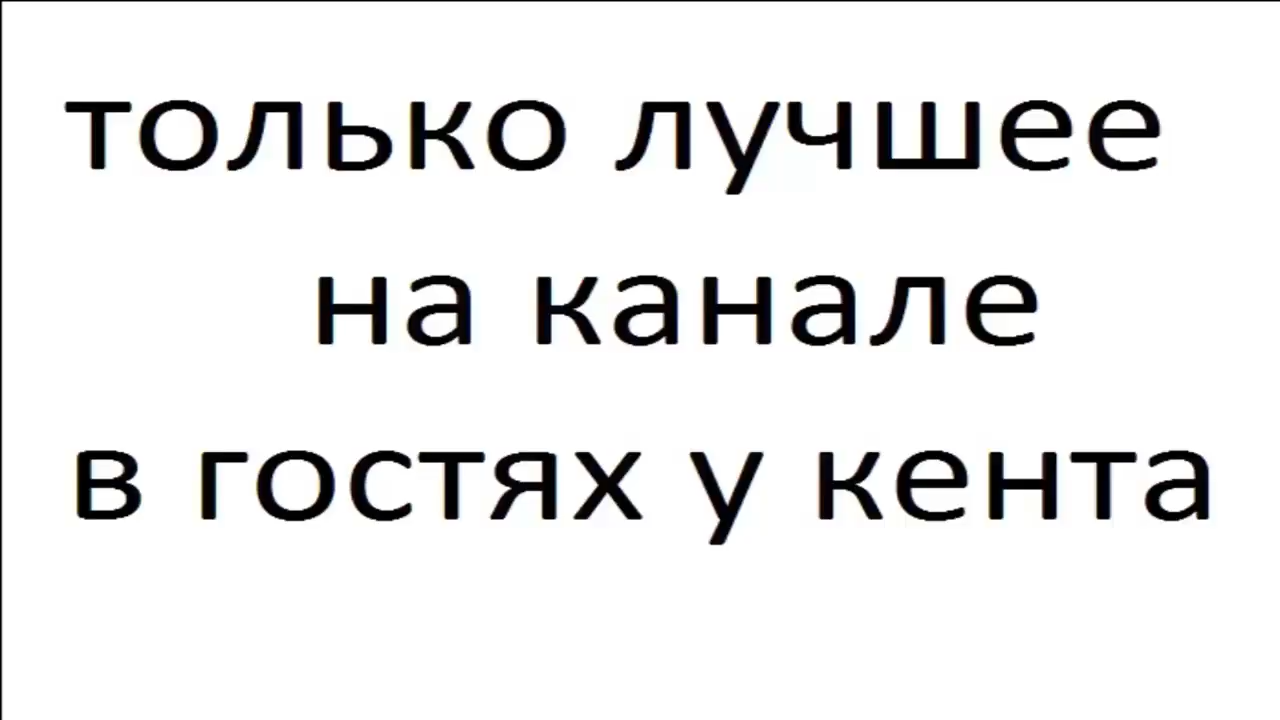 только лучшее
на канале
в гостях у кента